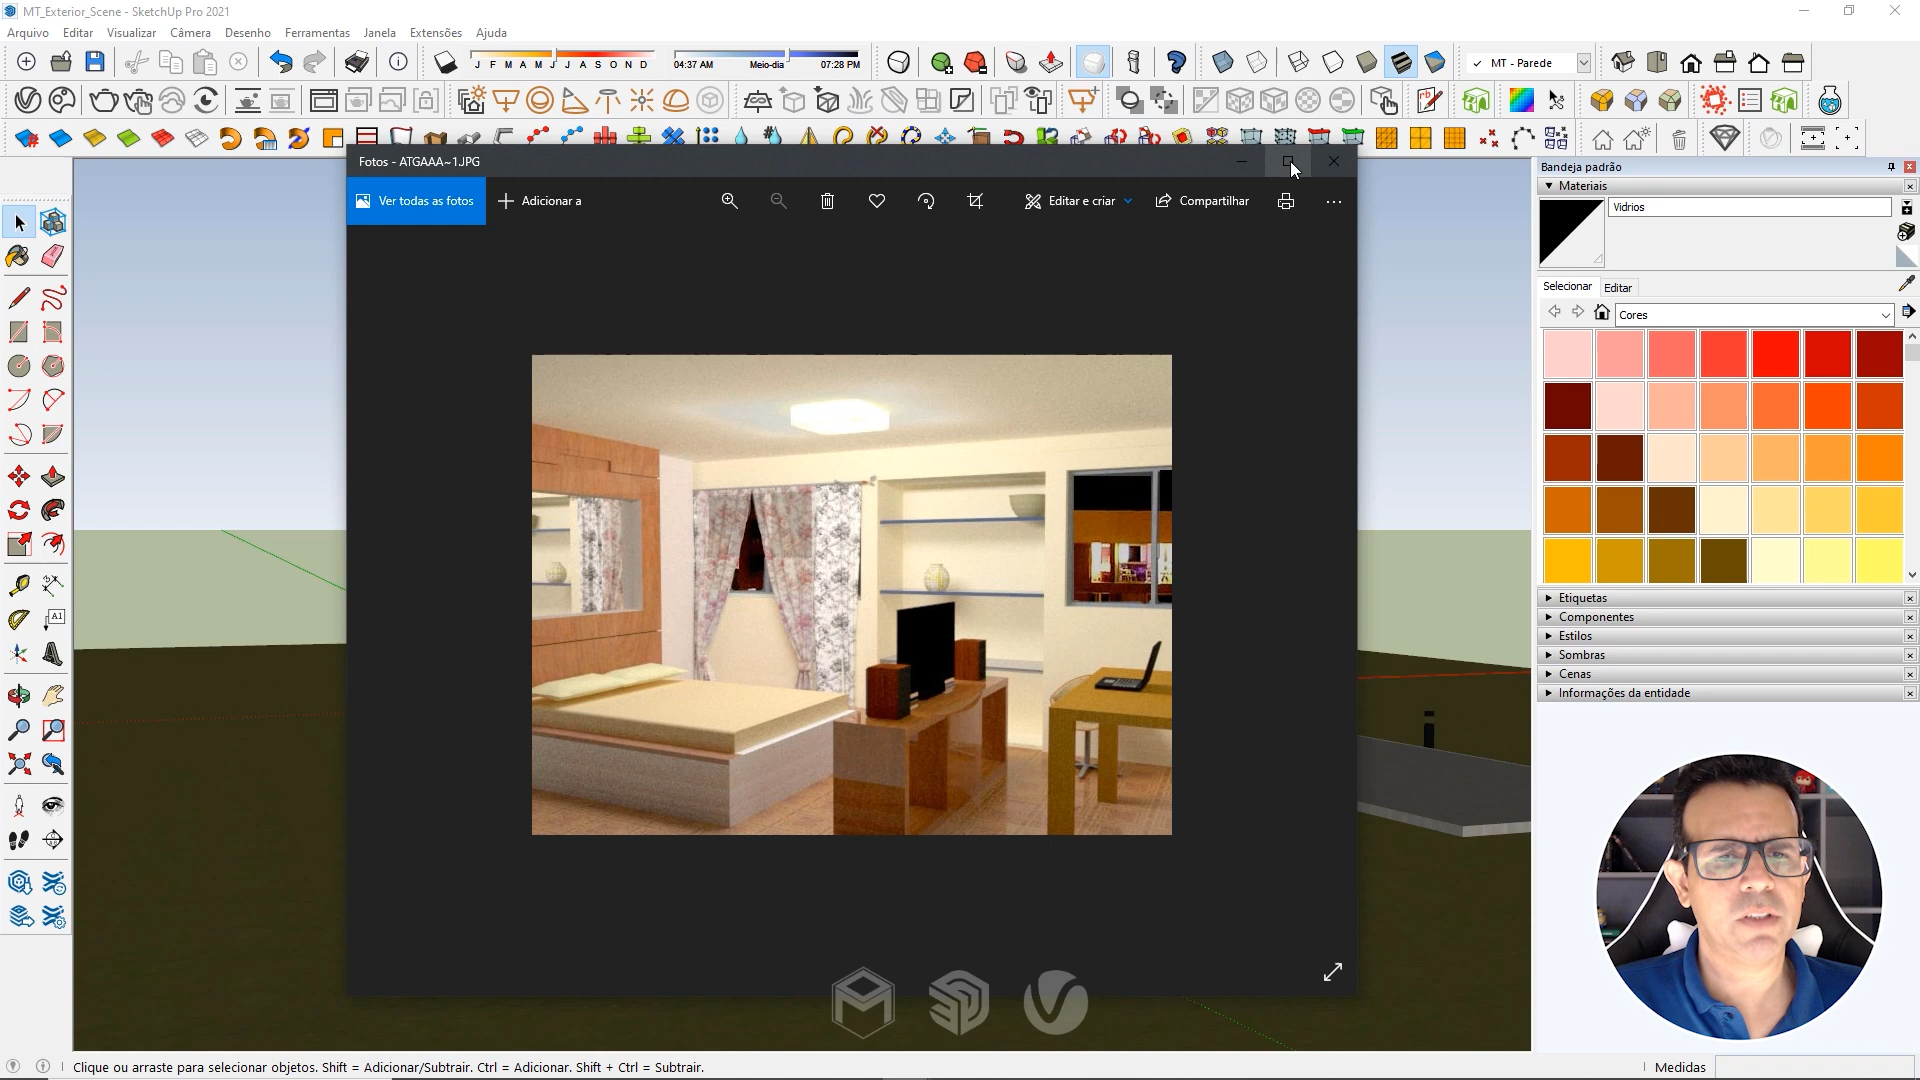 MT_Exterior_Scene - SketchUp Pro 2021
Arquivo Editar Visualizar Câmera Desenho Ferramentas Janela Extensões Ajuda
J F M A M J J A S O N D
04:37 AM Meio-dia 07:28 PM
MT - Parede
Fotos - ATGAAA~1.JPG
Ver todas as fotos
Adicionar a
Editar e criar
Compartilhar
Bandeja padrão
Materiais
Vidrios
Selecionar Editar
Cores
Etiquetas
Componentes
Estilos
Sombras
Cenas
Informações da entidade
A1
Clique ou arraste para selecionar objetos. Shift = Adicionar/Subtrair. Ctrl = Adicionar. Shift + Ctrl = Subtrair.
Medidas